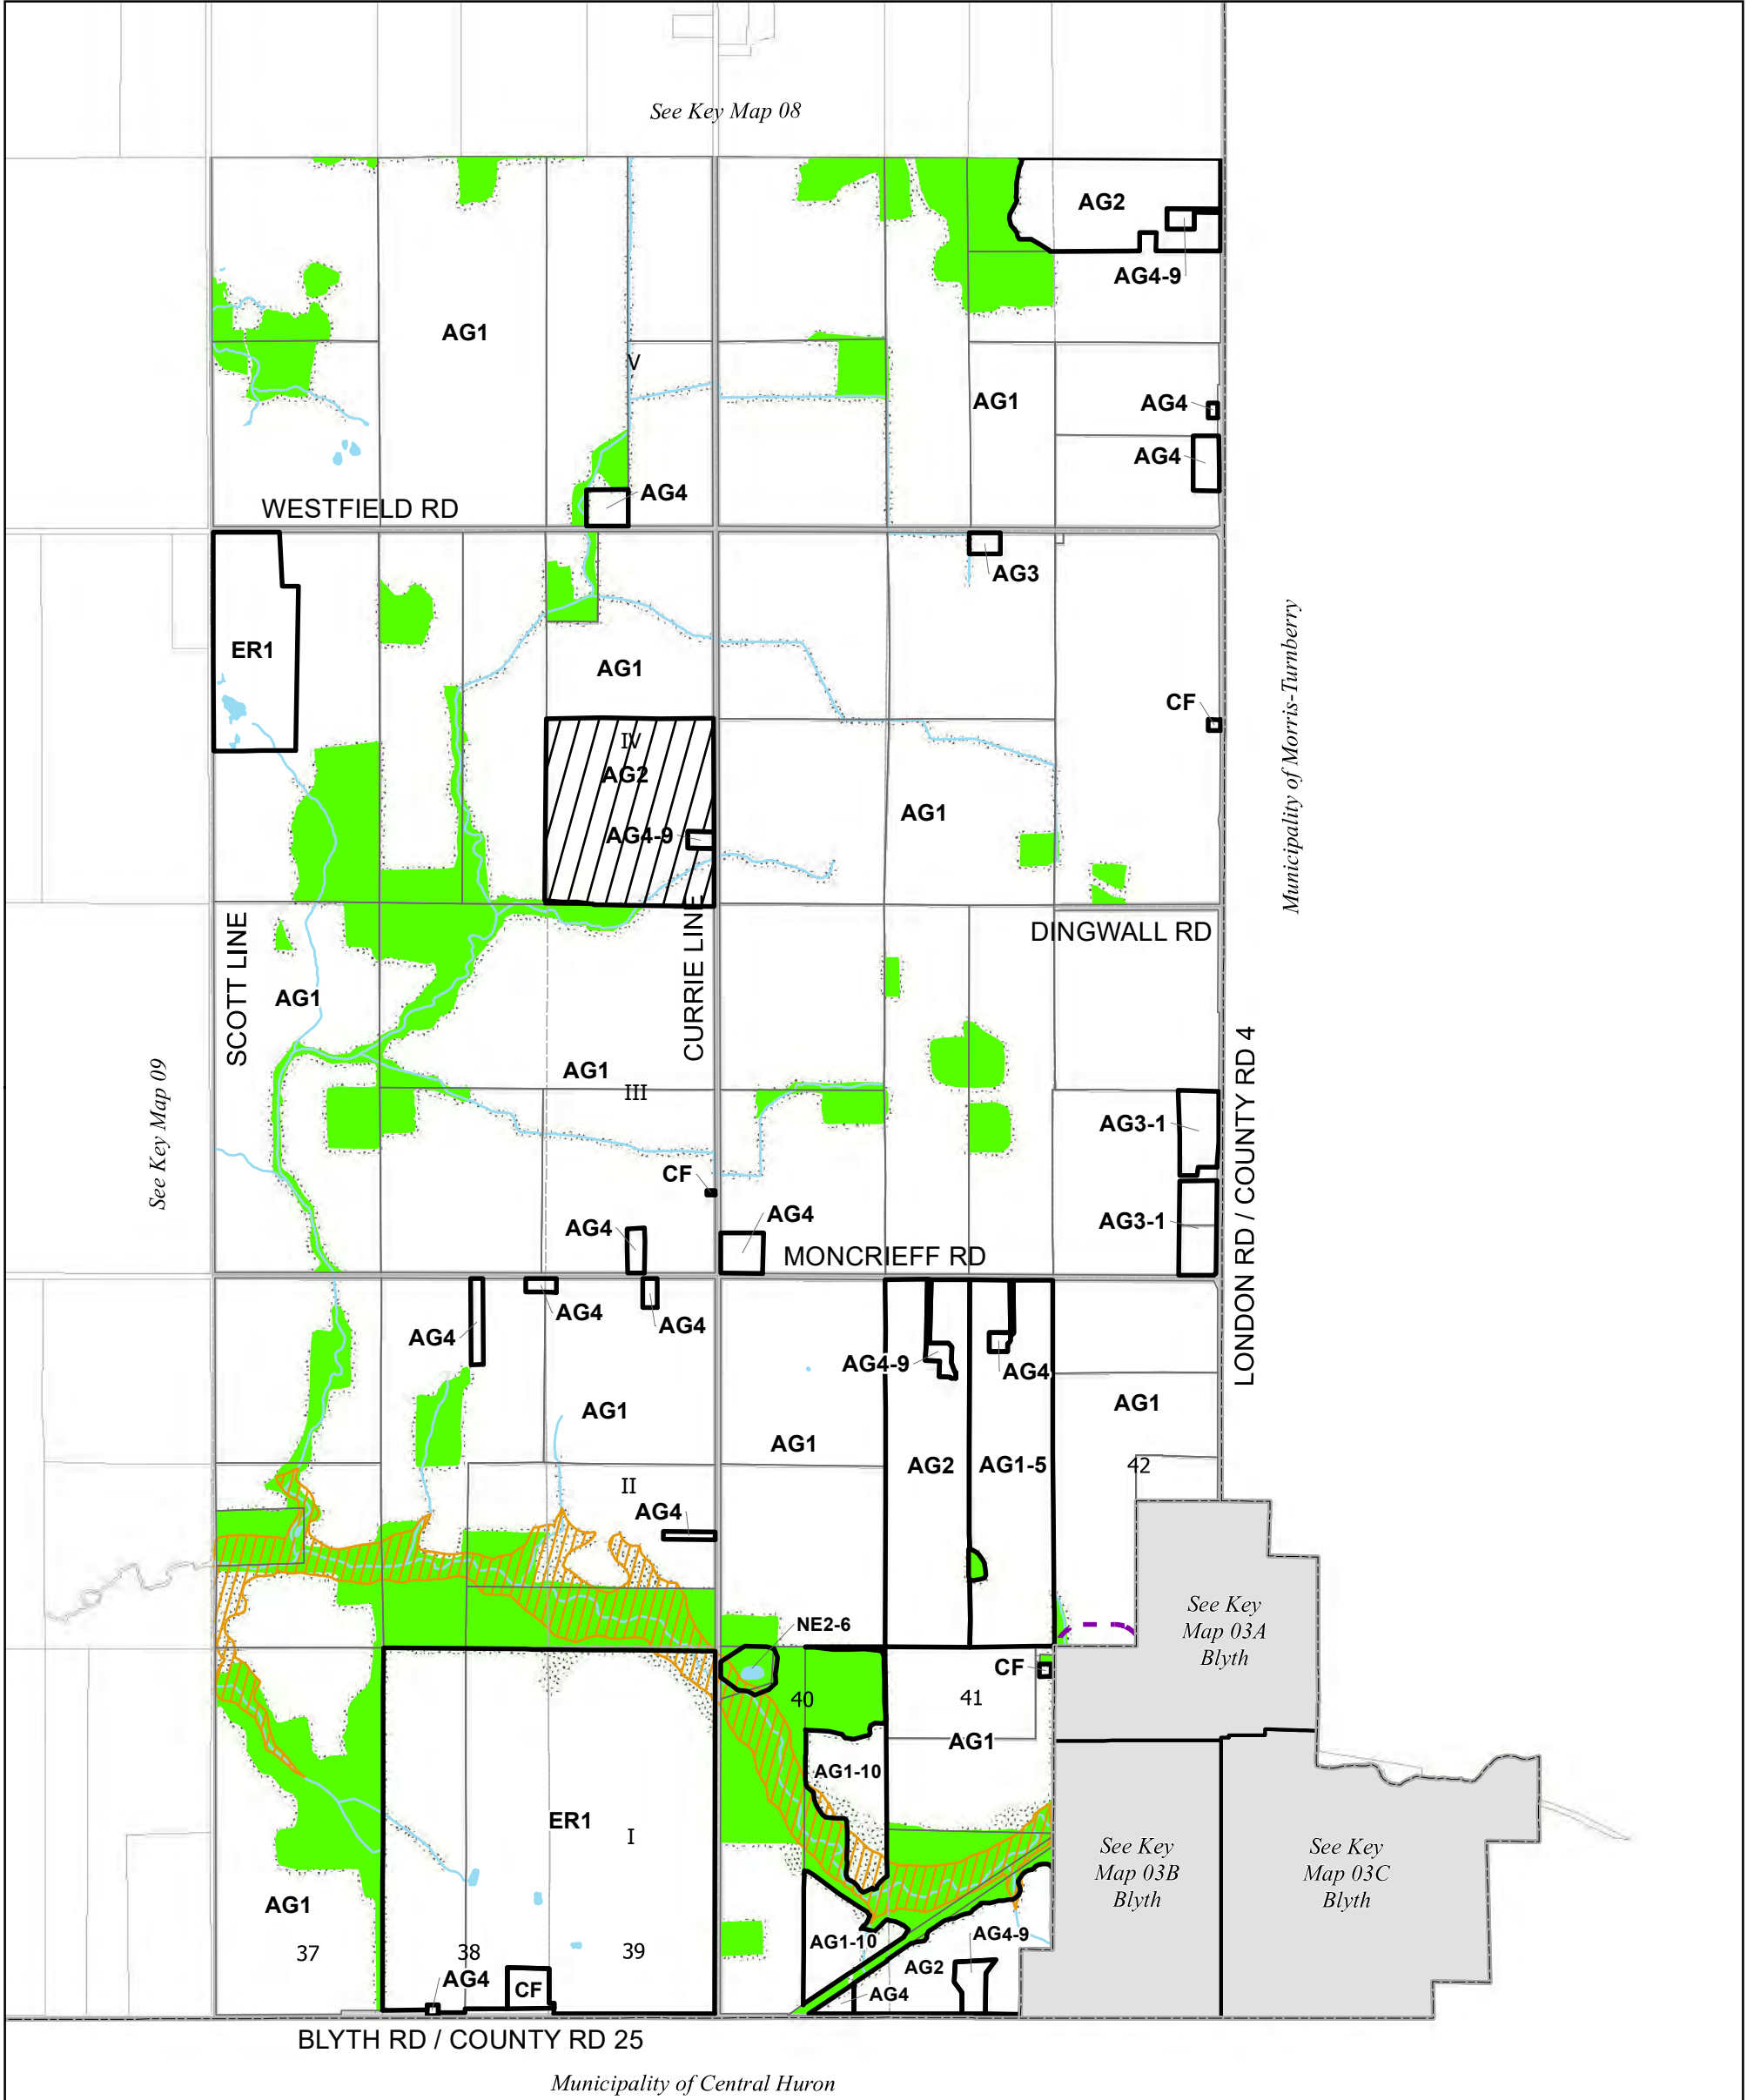 See Key Map 08
AG2
AG4-9
AG1
V
AG1
AG4
AG4
AG4
WESTFIELD RD
AG3
ER1
AG1
CF
IV
AG2
AG1
AG4-9
Municipality of Morris-Turnberry
SCOTT LINE
CURRIE LINE
DINGWALL RD
AG1
AG1
III
See Key Map 09
LONDON RD / COUNTY RD 4
AG3-1
CF
AG4
AG4
AG3-1
MONCRIEFF RD
AG4
AG4
AG4
AG4-9
AG4
AG1
AG1
AG1
AG2
AG1-5
42
II
AG4
See Key
Map 03A
Blyth
NE2-6
CF
40
41
AG1
AG1-10
ER1
I
See Key
Map 03B
Blyth
See Key
Map 03C
Blyth
AG1
AG4-9
AG1-10
37
38
39
AG2
AG4
CF
AG4
BLYTH RD / COUNTY RD 25
Municipality of Central Huron